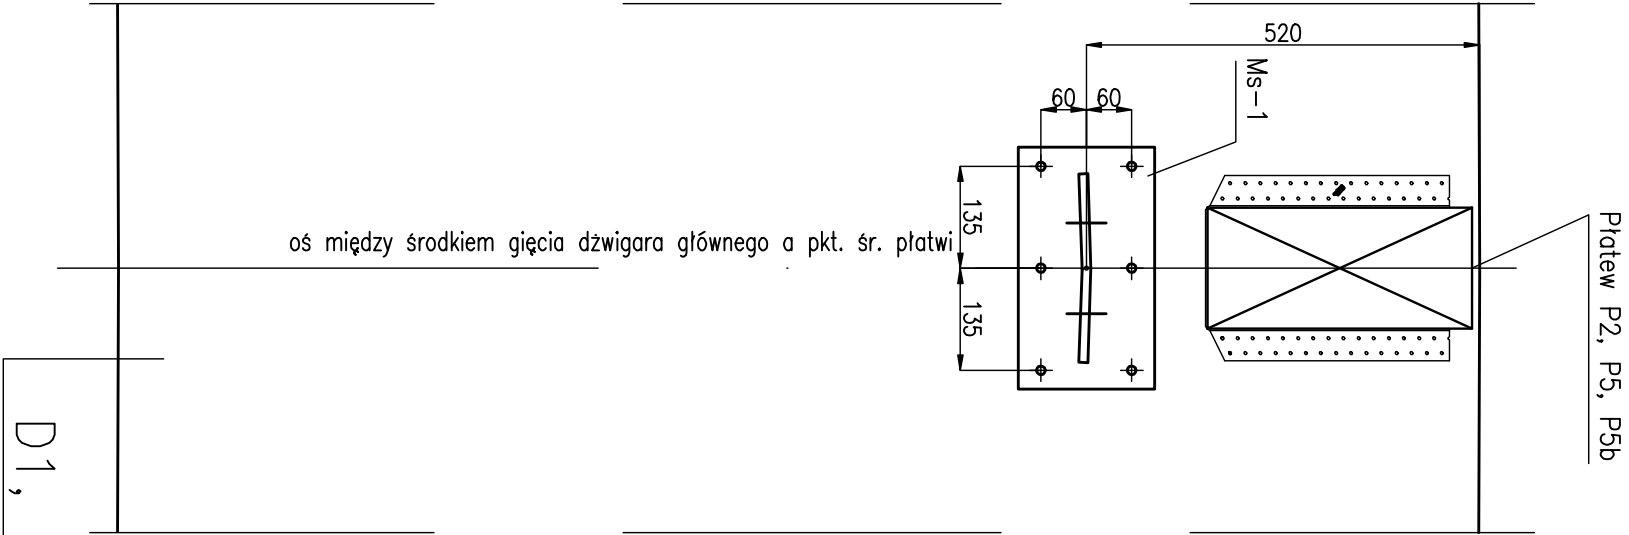 520
Ms-1
60
60
135
oś między środkiem gięcia dżwigara głównego a pkt. śr. płatwi
135
Płatew P2, P5, P5b
D1,